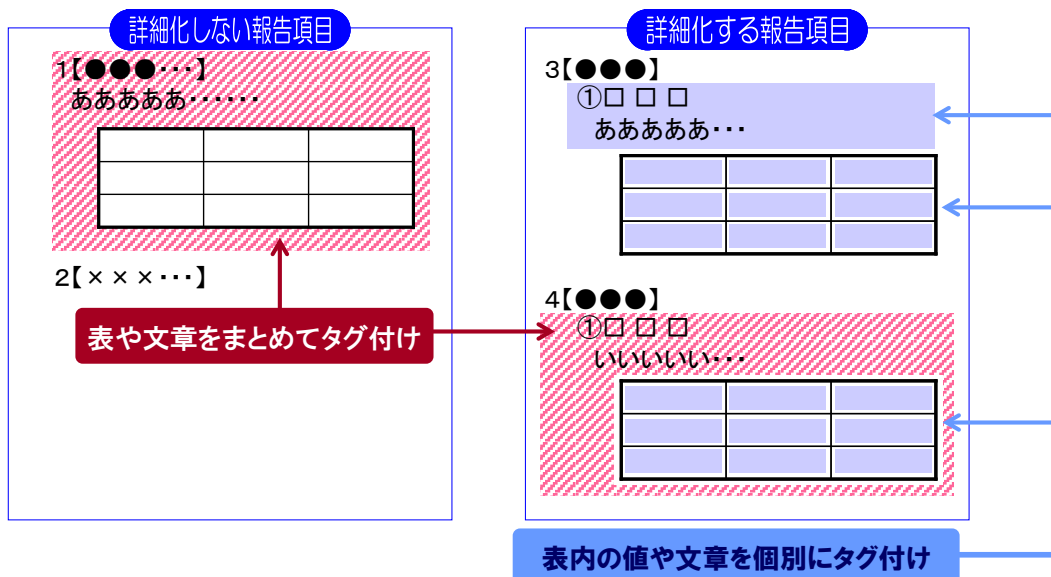 詳細化しない報告項目
1【●●●・・・】
あああああ・・・・・・
2【×××・・・】
表や文章をまとめてタグ付け
詳細化する報告項目
3【●●●】
①□ □ □
あああああ・・・
4【●●●】
①□ □ □
いいいいい・・・
表内の値や文章を個別にタグ付け